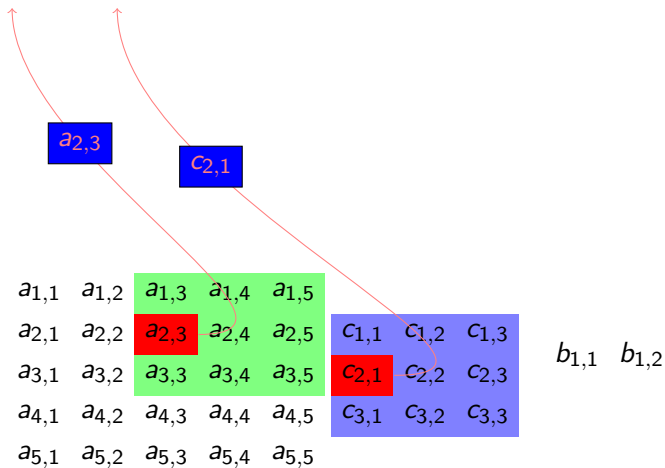 a2,3
c2,1
a1,1 a1,2 a1,3 a1,4 a1,5
a2,1 a2,2 a2,3 a2,4 a2,5
a3,1 a3,2 a3,3 a3,4 a3,5
a4,1 a4,2 a4,3 a4,4 a4,5
a5,1 a5,2 a5,3 a5,4 a5,5
c1,1 c1,2 c1,3
c2,1 c2,2 c2,3
c3,1 c3,2 c3,3
b1,1 b1,2